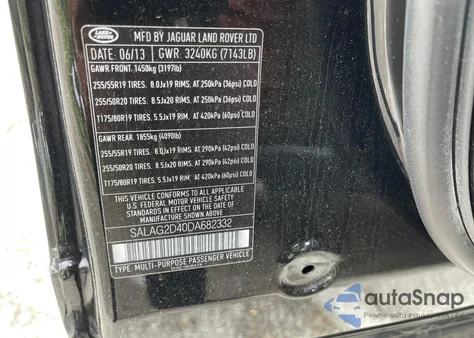 LAND ROVER
MFD BY JAGUAR LAND ROVER LTD
DATE 06/13 GWR. 3240KG (7143LB)
GAWR FRONT 1450kg (3197lb)
255/55R19 TIRES. 8.0Jx19 RIMS. AT 250kPa (36psi) COLD
255/50R20 TIRES. 8.5Jx20 RIMS. AT 250kPa (36psi) COLD
T175/80R19 TIRES. 5.5Jx19 RIM. AT 420kPa (60psi) COLD
GAWR REAR. 1855kg (4090lb)
255/55R19 TIRES. 8.0Jx19 RIMS. AT 290kPa (42psi) COLD
255/50R20 TIRES. 8.5Jx20 RIMS. AT 290kPa (42psi) COLD
T175/80R19 TIRES. 5.5Jx19 RIM. AT 420kPa (60psi) COLD
THIS VEHICLE CONFORMS TO ALL APPLICABLE
U.S. FEDERAL MOTOR VEHICLE SAFETY
STANDARDS IN EFFECT ON THE DATE OF
MANUFACTURE SHOWN ABOVE
SALAG2D40DA682332
TYPE: MULTI-PURPOSE PASSENGER VEHICLE
autoSnap